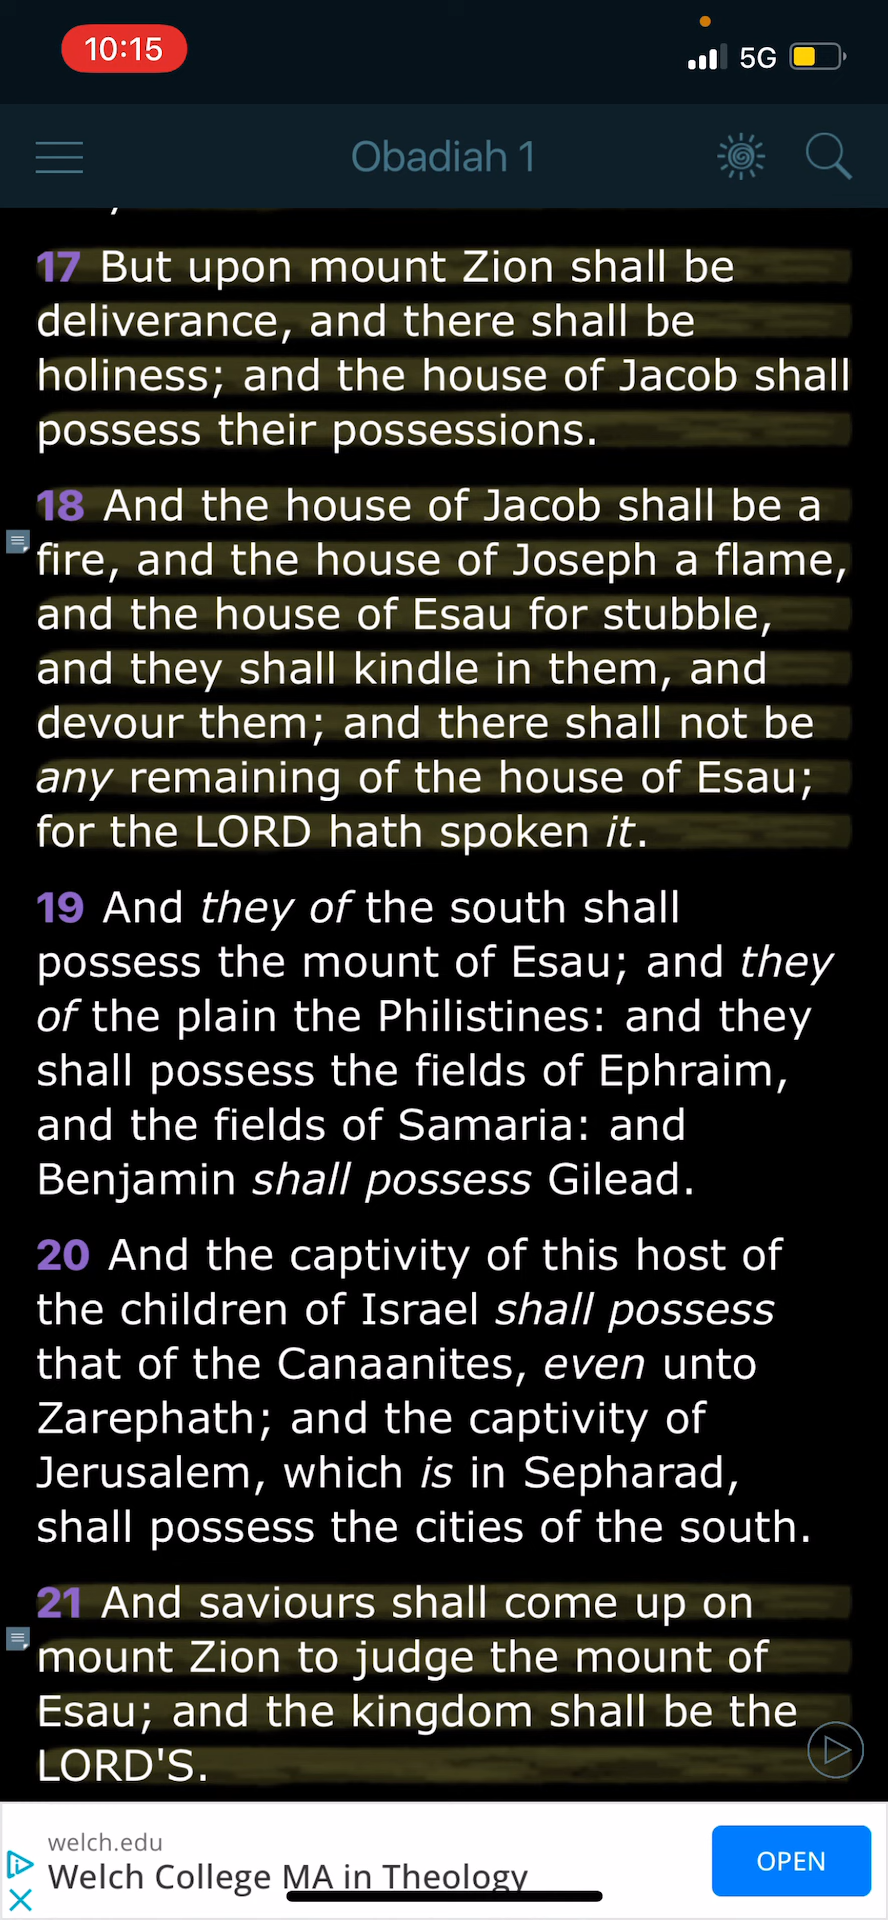 10:15
5G
Obadiah 1
17 But upon mount Zion shall be
deliverance, and there shall be
holiness; and the house of Jacob shall
possess their possessions.
18 And the house of Jacob shall be a
fire, and the house of Joseph a flame,
and the house of Esau for stubble,
and they shall kindle in them, and
devour them; and there shall not be
any remaining of the house of Esau;
for the LORD hath spoken it.
19 And they of the south shall
possess the mount of Esau; and they
of the plain the Philistines: and they
shall possess the fields of Ephraim,
and the fields of Samaria: and
Benjamin shall possess Gilead.
20 And the captivity of this host of
the children of Israel shall possess
that of the Canaanites, even unto
Zarephath; and the captivity of
Jerusalem, which is in Sepharad,
shall possess the cities of the south.
21 And saviours shall come up on
mount Zion to judge the mount of
Esau; and the kingdom shall be the
LORD'S.
welch.edu
Welch College MA in Theology
OPEN